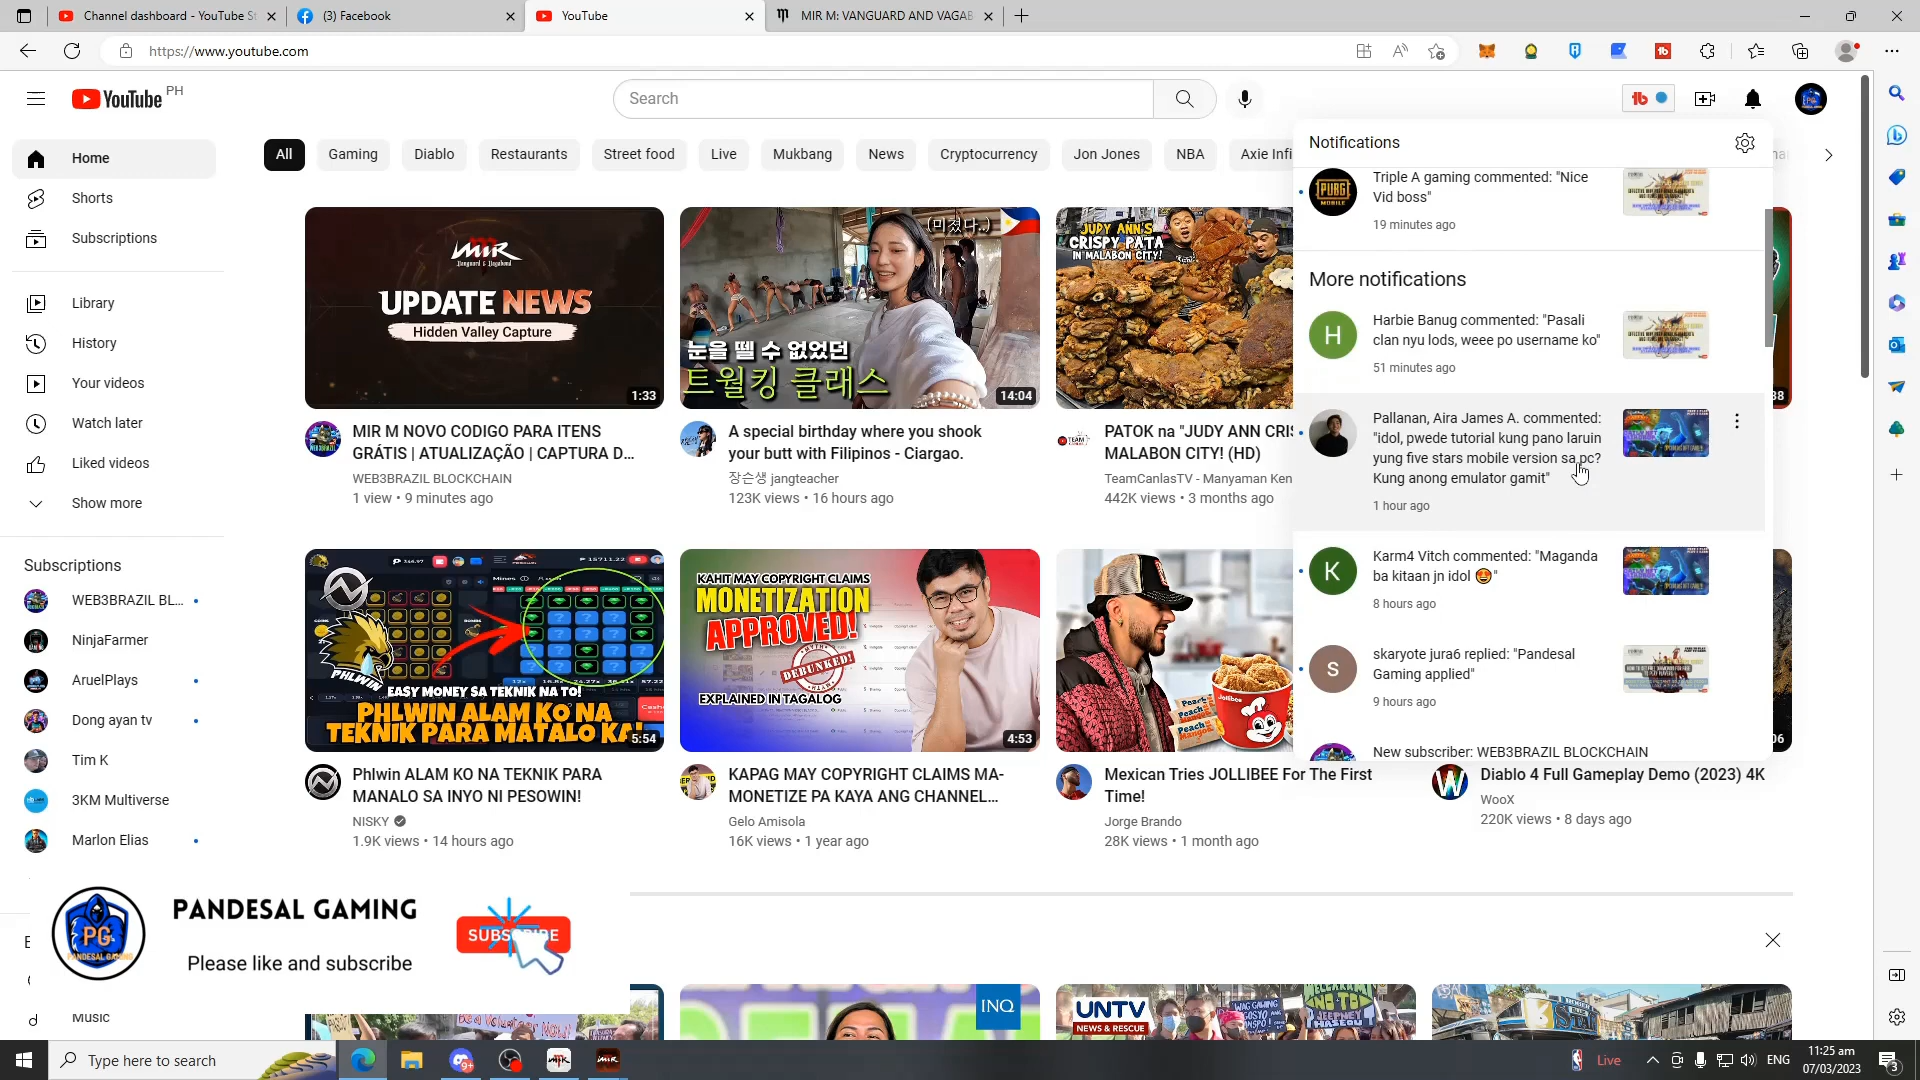 Channel dashboard - YouTube St
(3) Facebook
YouTube
MIR M: VANGUARD AND VAGAB
https://www.youtube.com
YouTube PH
Search
Home
Shorts
Subscriptions
Library
History
Your videos
Watch later
Liked videos
Show more
Subscriptions
WEB3BRAZIL BL...
NinjaFarmer
AruelPlays
Dong ayan tv
Tim K
3KM Multiverse
Marlon Elias
Music
All
Gaming
Diablo
Restaurants
Street food
Live
Mukbang
News
Cryptocurrency
Jon Jones
NBA
Axie Infi
MIR
Vanguard & Vagabond
UPDATE NEWS
Hidden Valley Capture
1:33
MIR M NOVO CODIGO PARA ITENS
GRÁTIS | ATUALIZAÇÃO | CAPTURA D...
WEB3BRAZIL BLOCKCHAIN
1 view • 9 minutes ago
(미쳤다..)
눈을 뗄 수 없었던
트월킹 클래스
14:04
A special birthday where you shook
your butt with Filipinos - Ciargao.
장슨생 jangteacher
123K views • 16 hours ago
JUDY ANN'S
CRISPY PATA
IN MALABON CITY!
PATOK na "JUDY ANN CRIS
MALABON CITY! (HD)
TeamCanlasTV - Manyaman Ken
442K views • 3 months ago
:38
PHLWIN
EASY MONEY SA TEKNIK NA TO!
PHLWIN ALAM KO NA
TEKNIK PARA MATALO KA
5:54
Phlwin ALAM KO NA TEKNIK PARA
MANALO SA INYO NI PESOWIN!
NISKY
1.9K views • 14 hours ago
KAHIT MAY COPYRIGHT CLAIMS
MONETIZATION
APPROVED!
DEBUNKED!
EXPLAINED IN TAGALOG
4:53
KAPAG MAY COPYRIGHT CLAIMS MA-
MONETIZE PA KAYA ANG CHANNEL...
Gelo Amisola
16K views • 1 year ago
Peach
Mango
Jollibee
Mexican Tries JOLLIBEE For The First
Time!
Jorge Brando
28K views • 1 month ago
:06
Diablo 4 Full Gameplay Demo (2023) 4K
WooX
220K views • 8 days ago
Notifications
Triple A gaming commented: "Nice
Vid boss"
19 minutes ago
PUBG
MOBILE
More notifications
H
Harbie Banug commented: "Pasali
clan nyu lods, weee po username ko"
51 minutes ago
Pallanan, Aira James A. commented:
"idol, pwede tutorial kung pano laruin
yung five stars mobile version sa pc?
Kung anong emulator gamit"
1 hour ago
K
Karm4 Vitch commented: "Maganda
ba kitaan jn idol 😍"
8 hours ago
S
skaryote jura6 replied: "Pandesal
Gaming applied"
9 hours ago
New subscriber: WEB3BRAZIL BLOCKCHAIN
PG
PANDESAL GAMING
PANDESAL GAMING
Please like and subscribe
INQ
UNTV
NEWS & RESCUE
Type here to search
Live
ENG
11:25 am
07/03/2023
3